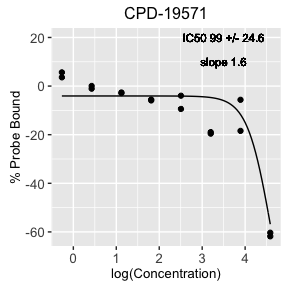 CPD-19571
IC50 99 +/- 24.6
slope 1.6
% Probe Bound
20
0
-20
-40
-60
0 1 2 3 4
log(Concentration)